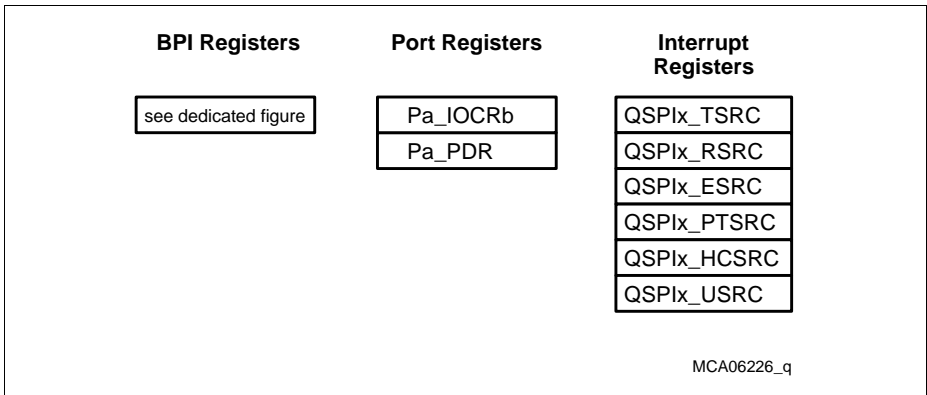 BPI Registers
Port Registers
Interrupt
Registers
see dedicated figure
Pa_IOCRb
Pa_PDR
QSPIx_TSRC
QSPIx_RSRC
QSPIx_ESRC
QSPIx_PTSRC
QSPIx_HCSRC
QSPIx_USRC
MCA06226_q